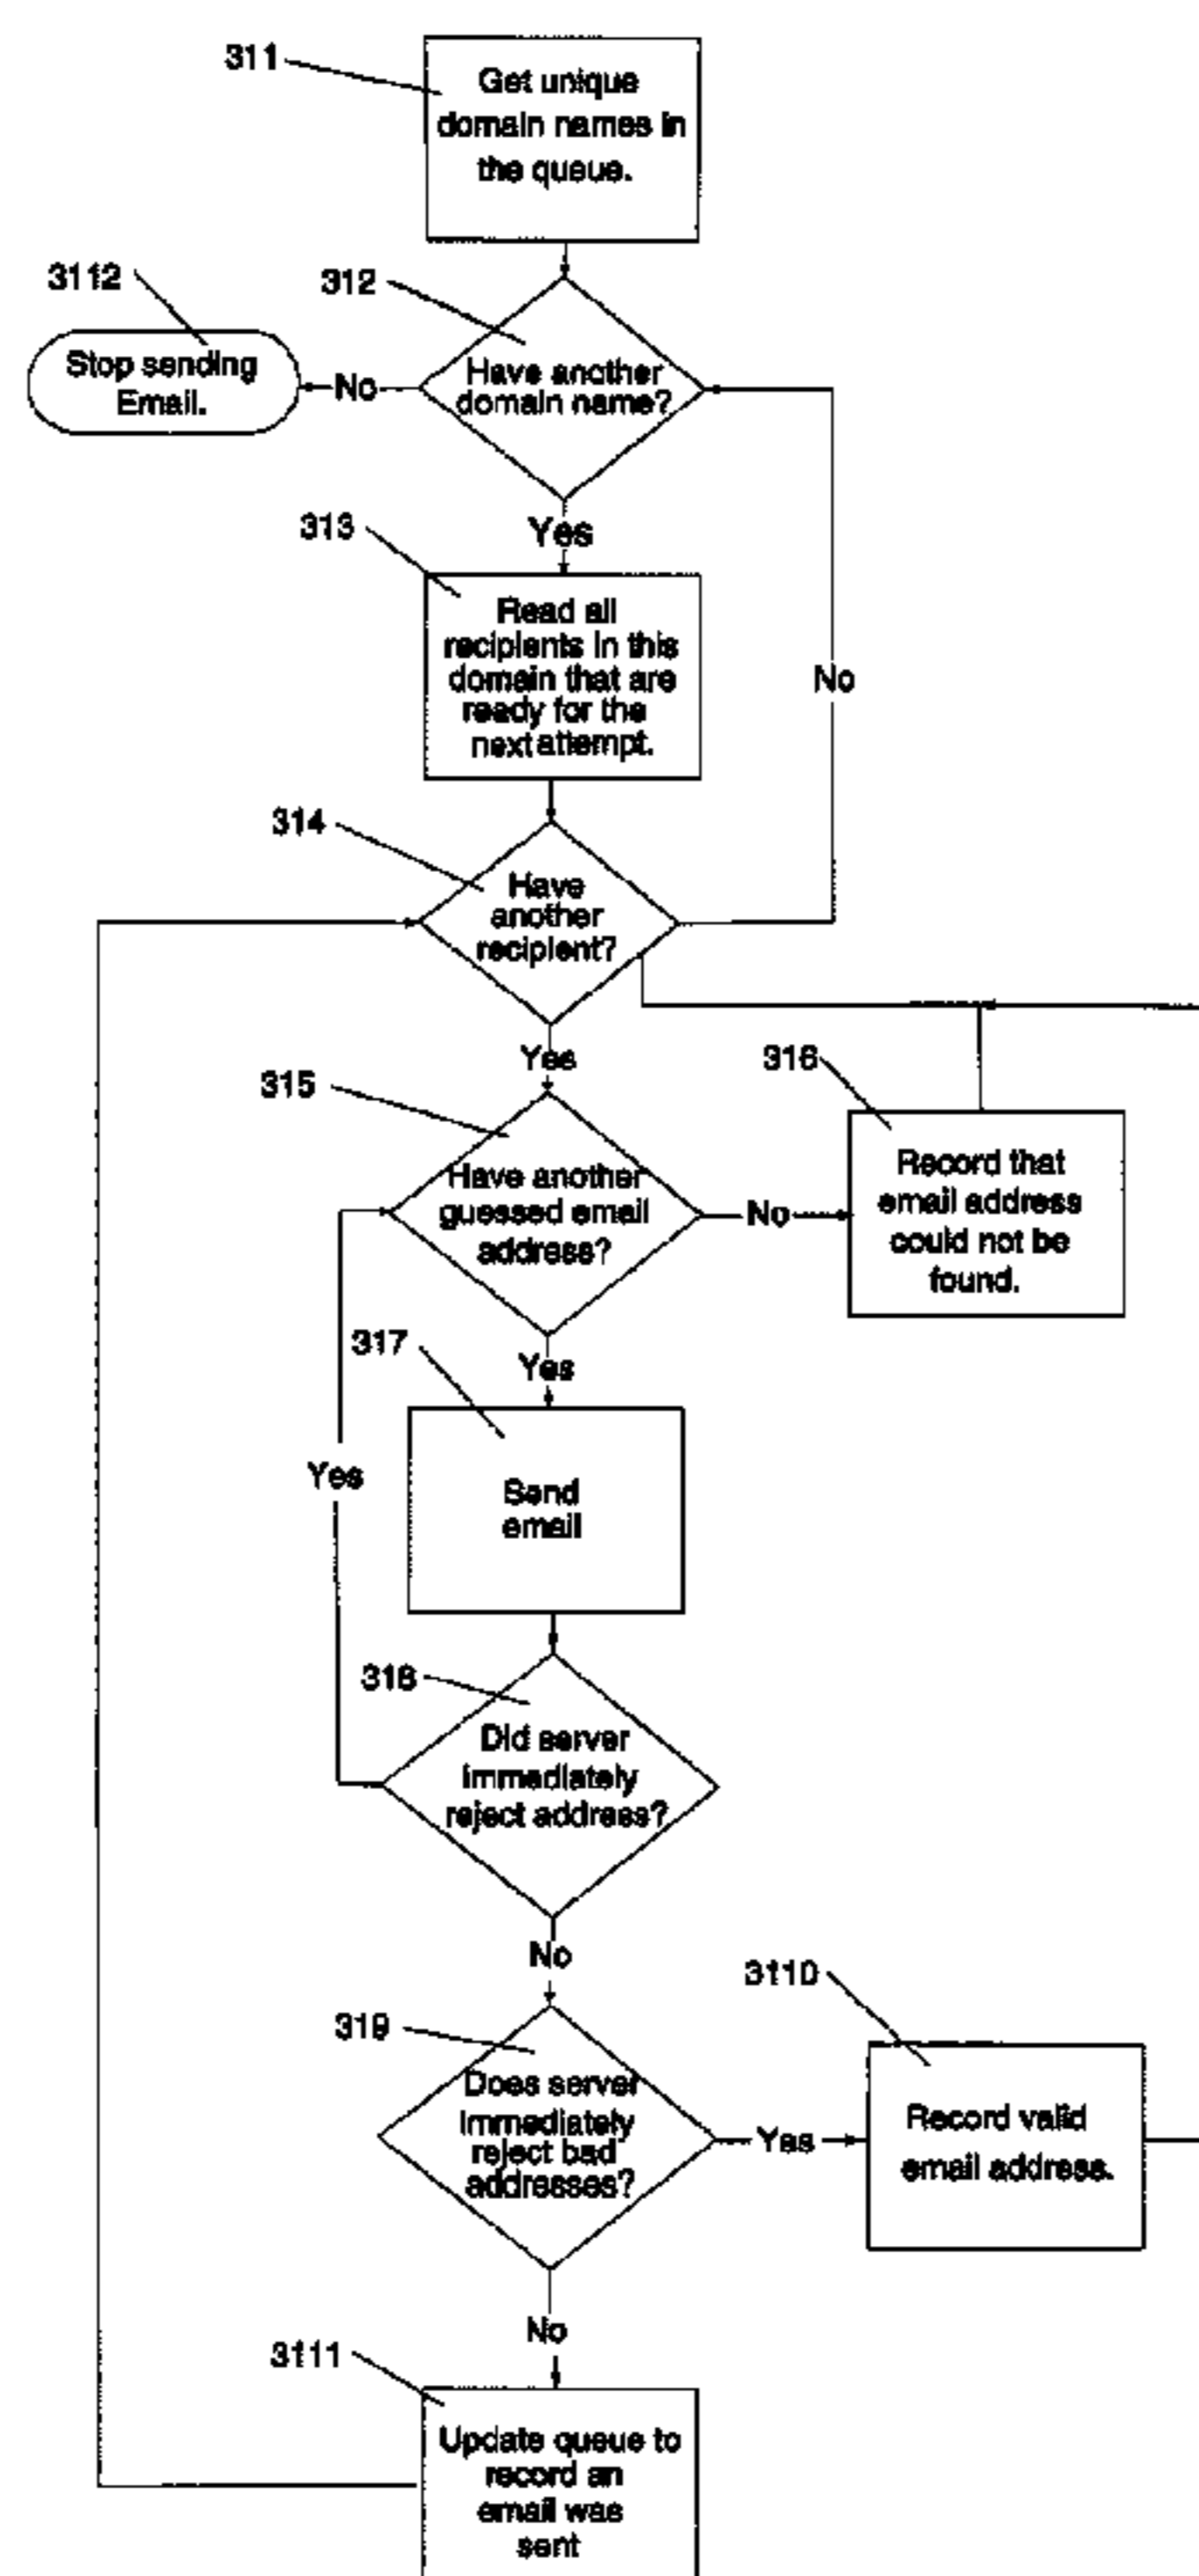 311
Get unique
domain names in
the queue.
3112
312
Stop sending
Email.
No
Have another
domain name?
313
Yes
Read all
recipients in this
domain that are
ready for the
next attempt.
No
314
Have
another
recipient?
Yes
315
316
Have another
guessed email
address?
No
Record that
email address
could not be
found.
317
Yes
Send
email
Yes
318
Did server
immediately
reject address?
No
3110
319
Does server
immediately
reject bad
addresses?
Yes
Record valid
email address.
No
3111
Update queue to
record an
email was
sent